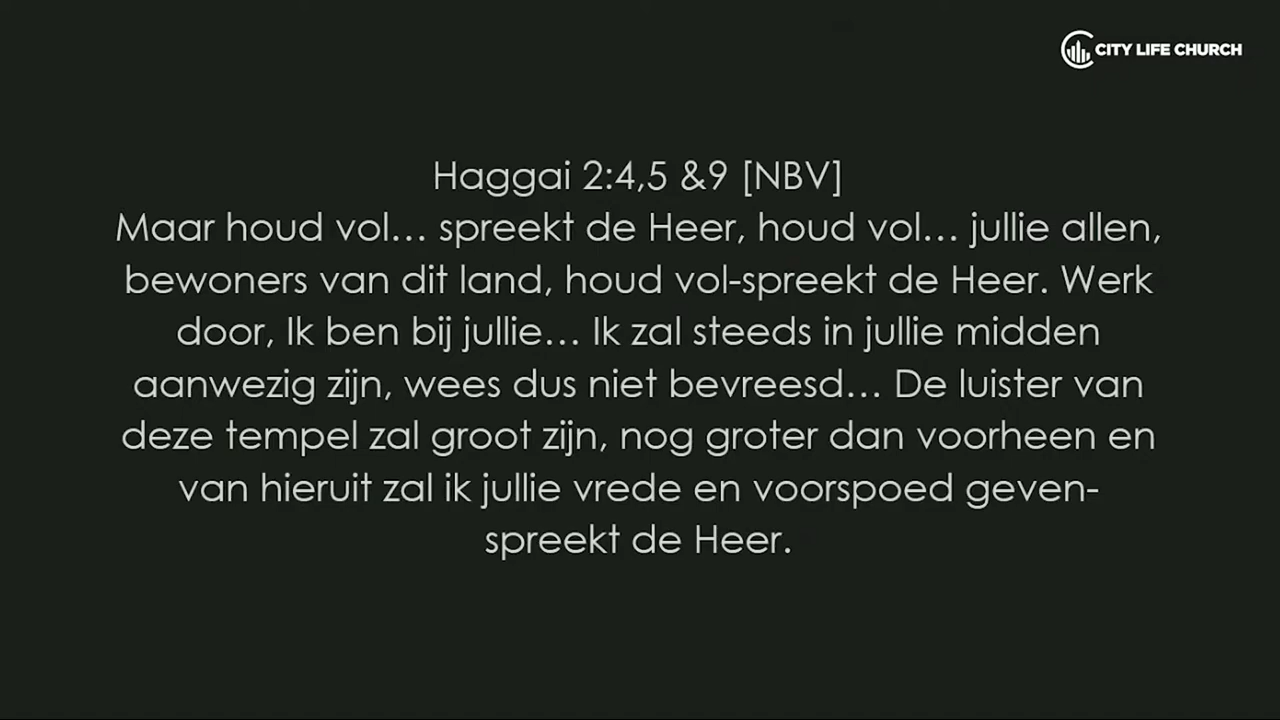 CITY LIFE CHURCH
Haggai 2:4,5 &9 [NBV]
Maar houd vol... spreekt de Heer, houd vol... jullie allen,
bewoners van dit land, houd vol-spreekt de Heer. Werk
door, Ik ben bij jullie... Ik zal steeds in jullie midden
aanwezig zijn, wees dus niet bevreesd... De luister van
deze tempel zal groot zijn, nog groter dan voorheen en
van hieruit zal ik jullie vrede en voorspoed geven-
spreekt de Heer.